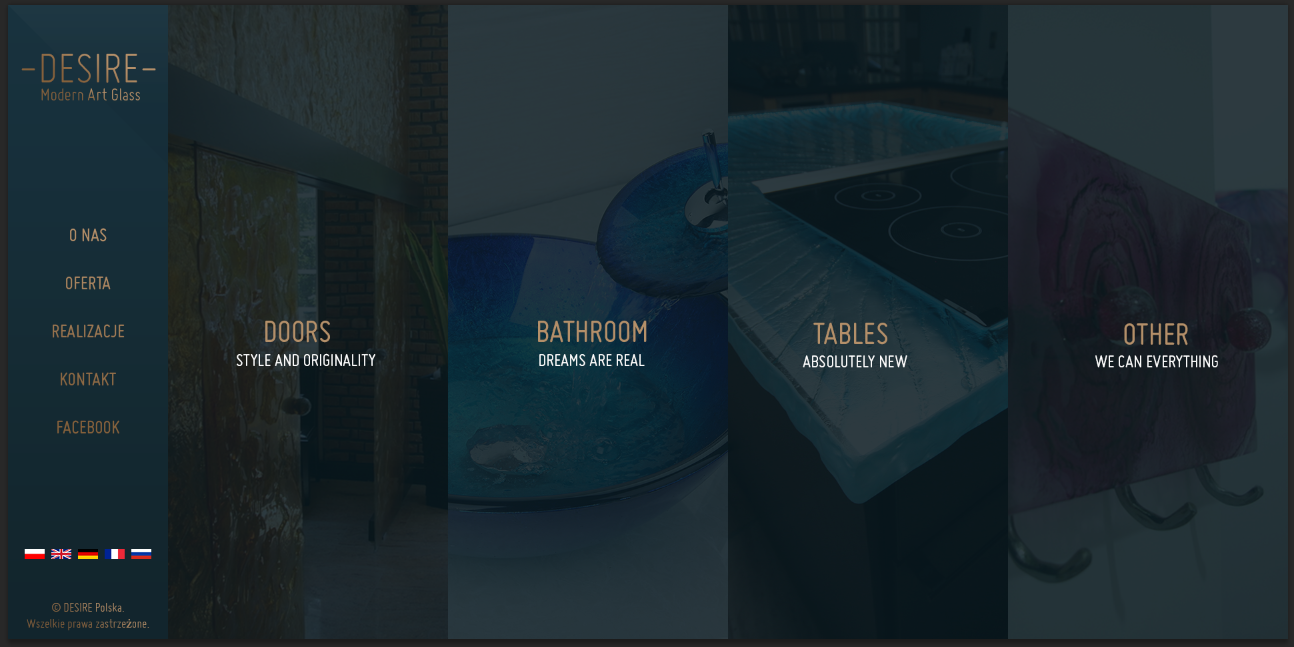 -DESIRE-
Modern Art Glass
O NAS
OFERTA
REALIZACJE
KONTAKT
FACEBOOK
© DESIRE Polska.
Wszelkie prawa zastrzeżone.
DOORS
STYLE AND ORIGINALITY
BATHROOM
DREAMS ARE REAL
TABLES
ABSOLUTELY NEW
OTHER
WE CAN EVERYTHING